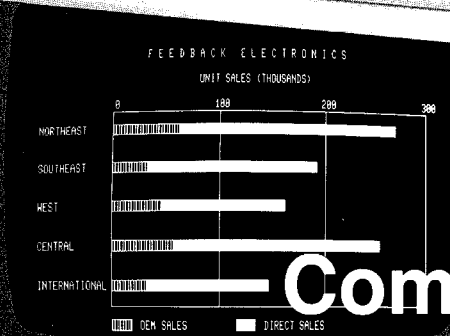 FEEDBACK ELECTRONICS
UNIT SALES (THOUSANDS)
0 100 200 300
NORTHEAST
SOUTHEAST
WEST
CENTRAL
INTERNATIONAL
Com
OEM SALES DIRECT SALES